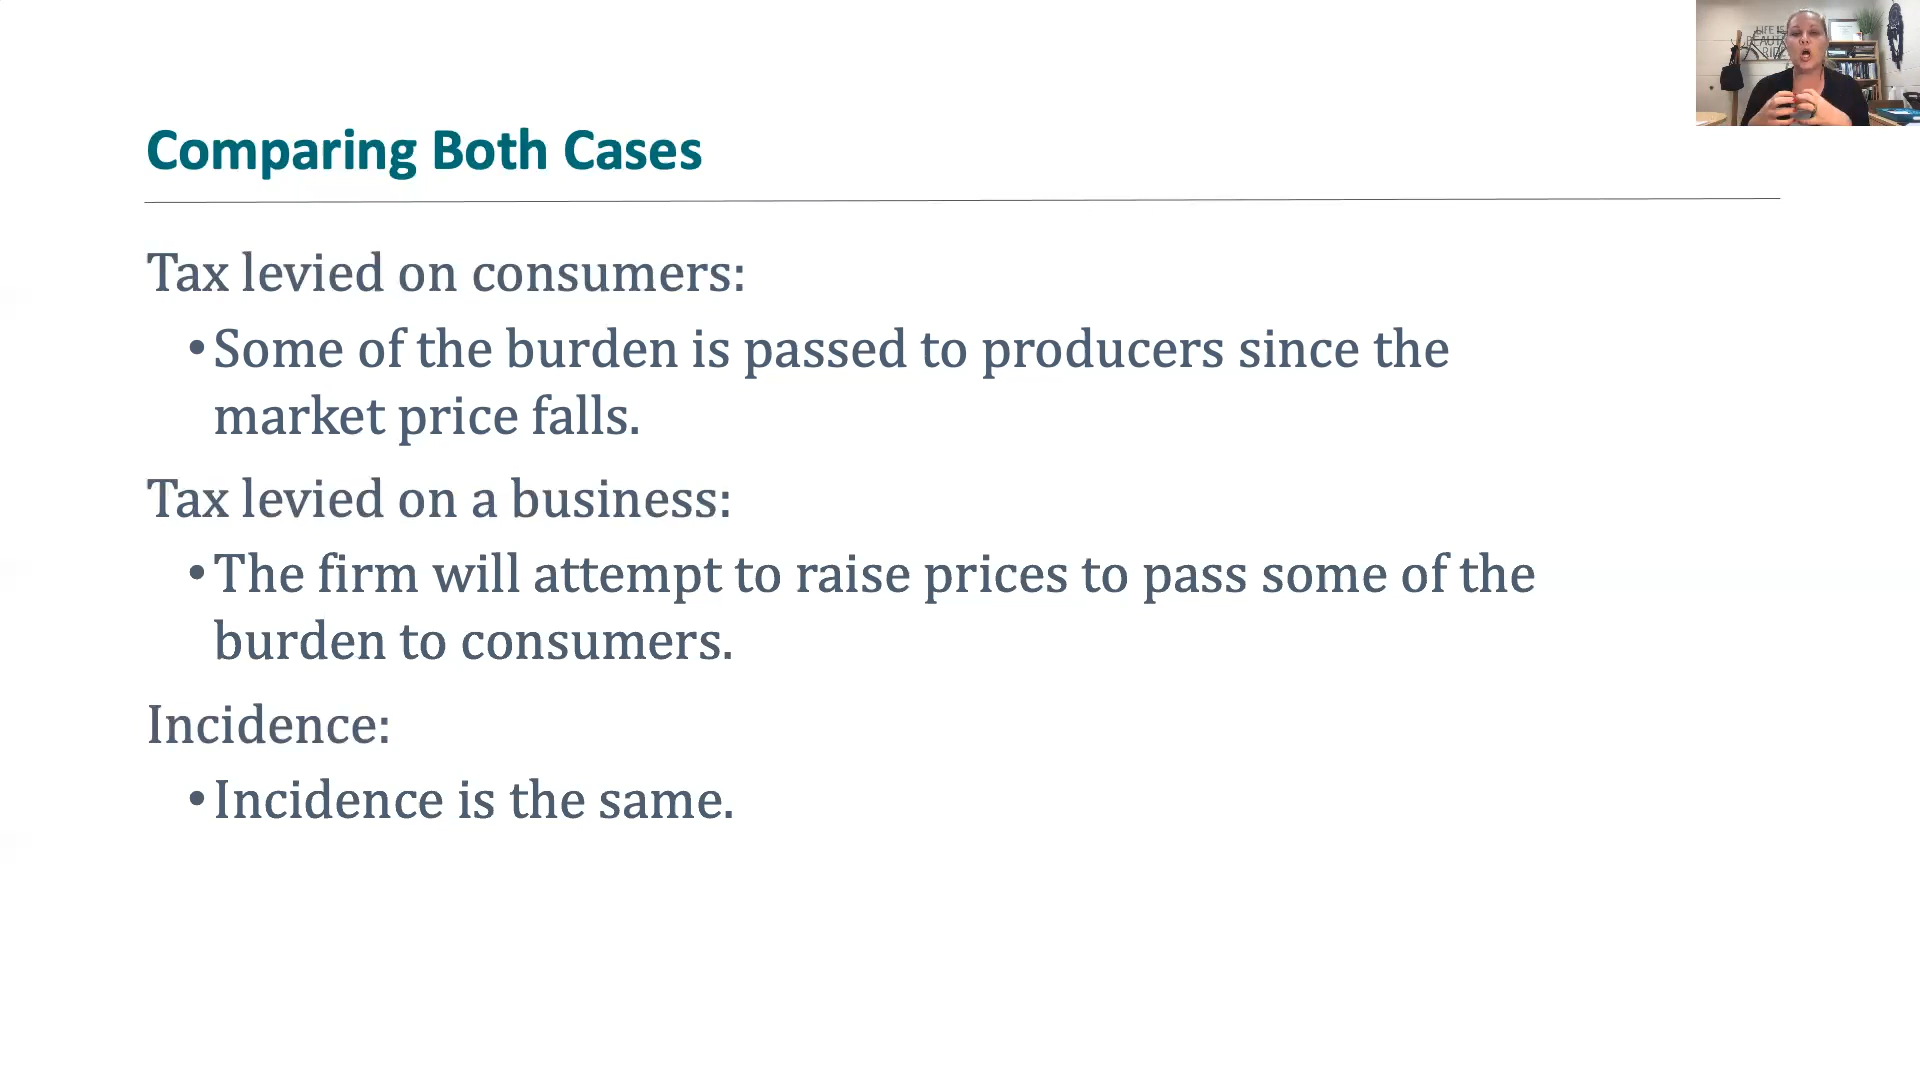 LIFE IS
Comparing Both Cases
Tax levied on consumers:
•Some of the burden is passed to producers since the
market price falls.
Tax levied on a business:
•The firm will attempt to raise prices to pass some of the
burden to consumers.
Incidence:
•Incidence is the same.